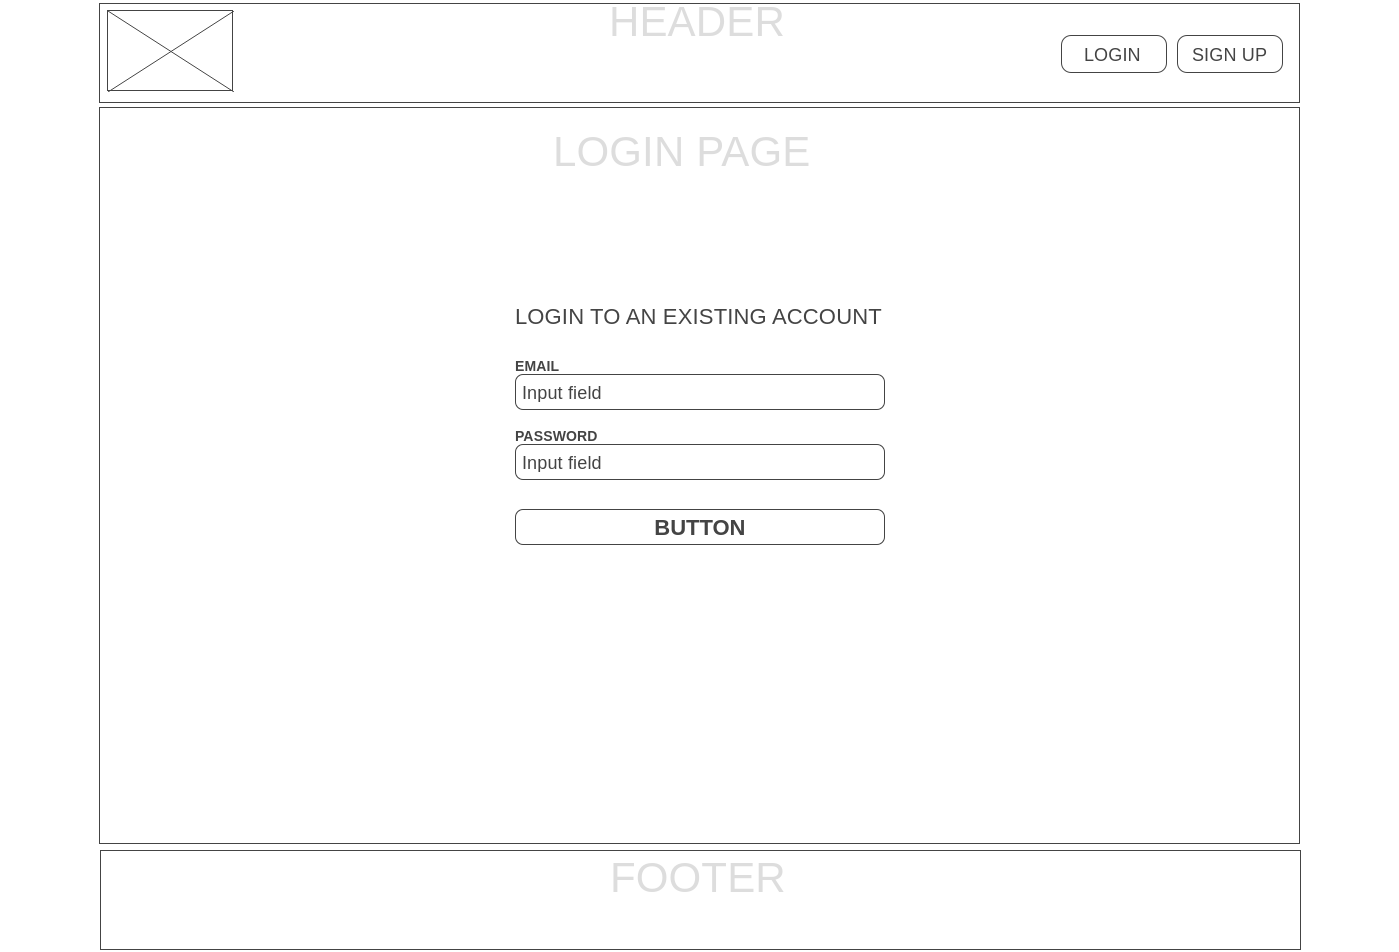 HEADER
LOGIN
SIGN UP
LOGIN PAGE
LOGIN TO AN EXISTING ACCOUNT
EMAIL
Input field
PASSWORD
Input field
BUTTON
FOOTER